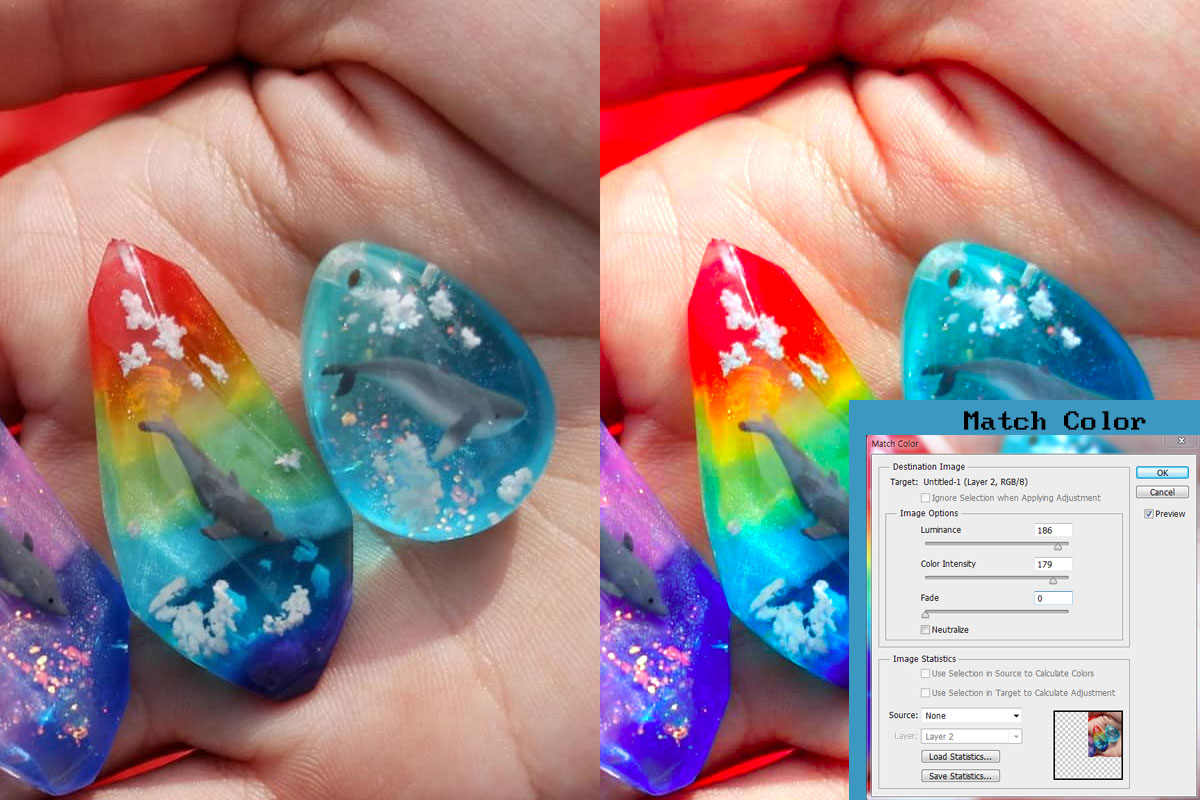 Match Color
Match Color
Destination Image
Target: Untitled-1 (Layer 2, RGB/8)
Ignore Selection when Applying Adjustment
Image Options
Luminance 186
Color Intensity 179
Fade 0
Neutralize
OK
Cancel
Preview
Image Statistics
Use Selection in Source to Calculate Colors
Use Selection in Target to Calculate Adjustment
Source: None
Layer: Layer 2
Load Statistics...
Save Statistics...